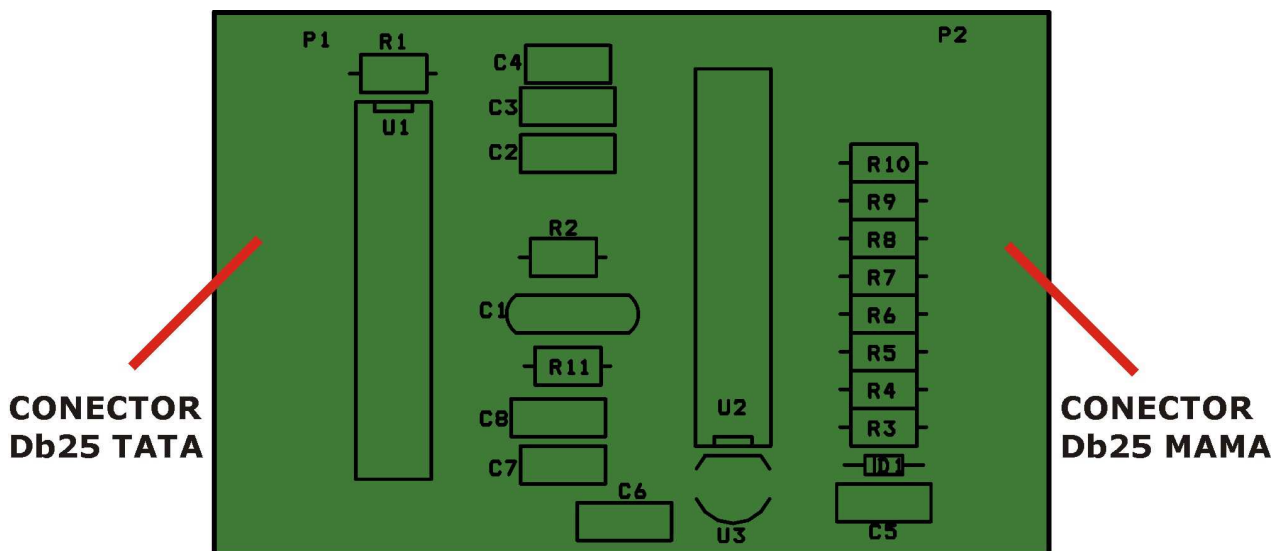 P1
R1
P2
C4
C3
U1
C2
R10
R9
R2
R8
R7
C1
R6
R5
R11
R4
CONECTOR
Db25 TATA
CONECTOR
Db25 MAMA
C8
U2
R3
C7
D1
C6
U3
C5